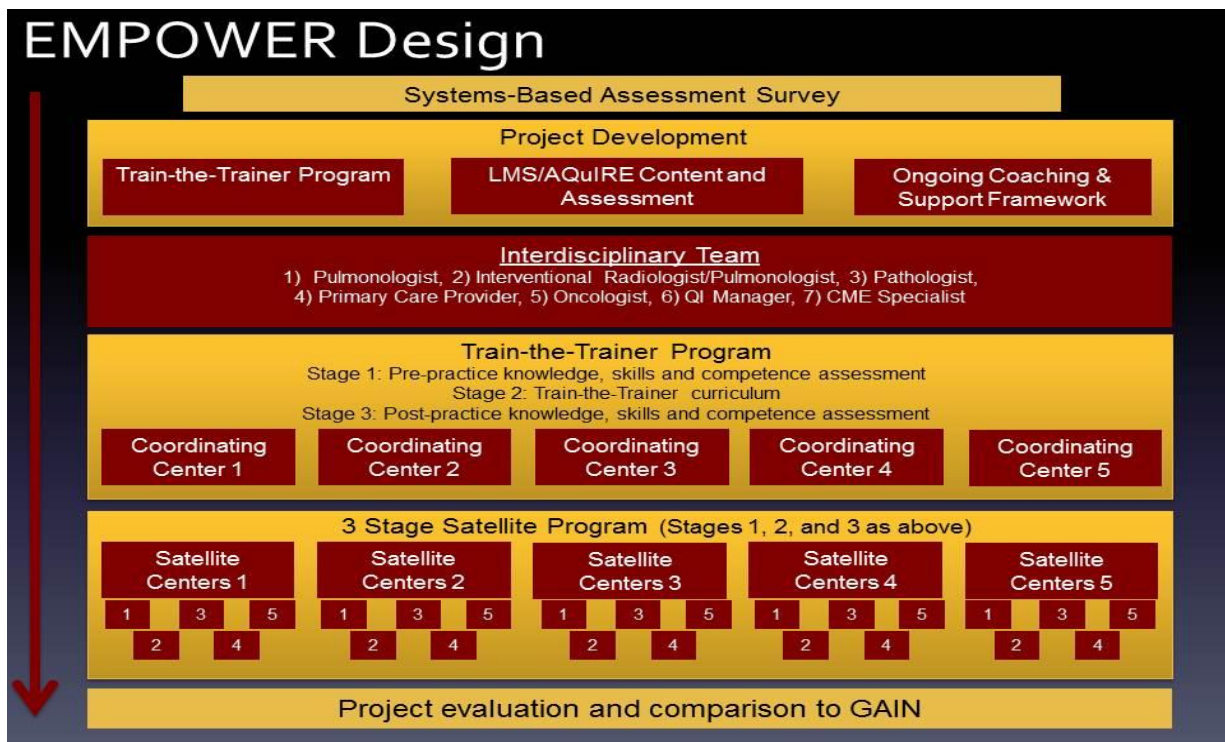 EMPOWER Design
Systems-Based Assessment Survey
Project Development
Train-the-Trainer Program
LMS/AQuIRE Content and
Assessment
Ongoing Coaching &
Support Framework
Interdisciplinary Team
1) Pulmonologist, 2) Interventional Radiologist/Pulmonologist, 3) Pathologist,
4) Primary Care Provider, 5) Oncologist, 6) QI Manager, 7) CME Specialist
Train-the-Trainer Program
Stage 1: Pre-practice knowledge, skills and competence assessment
Stage 2: Train-the-Trainer curriculum
Stage 3: Post-practice knowledge, skills and competence assessment
Coordinating
Center 1
Coordinating
Center 2
Coordinating
Center 3
Coordinating
Center 4
Coordinating
Center 5
3 Stage Satellite Program (Stages 1, 2, and 3 as above)
Satellite
Centers 1
Satellite
Centers 2
Satellite
Centers 3
Satellite
Centers 4
Satellite
Centers 5
1 3 5
2 4
1 3 5
2 4
1 3 5
2 4
1 3 5
2 4
1 3 5
2 4
Project evaluation and comparison to GAIN